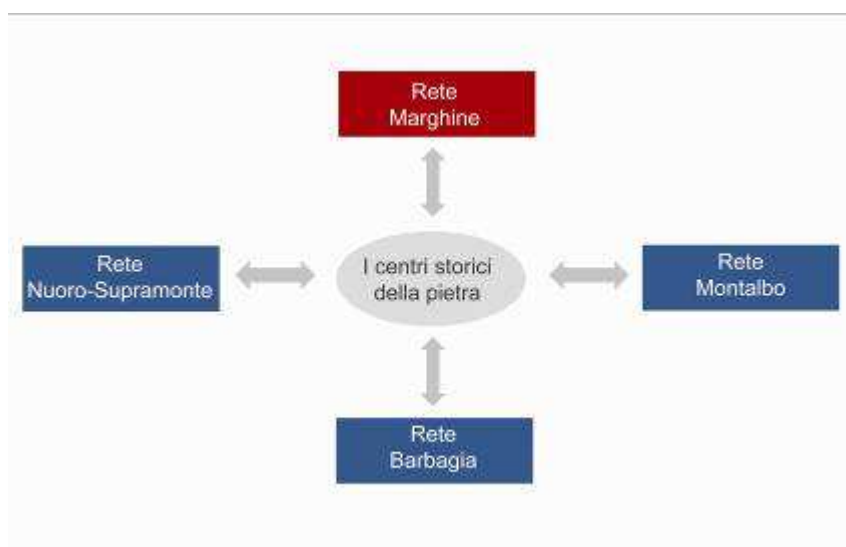 Rete
Marghine
Rete
Nuoro-Supramonte
I centri storici
della pietra
Rete
Montalbo
Rete
Barbagia